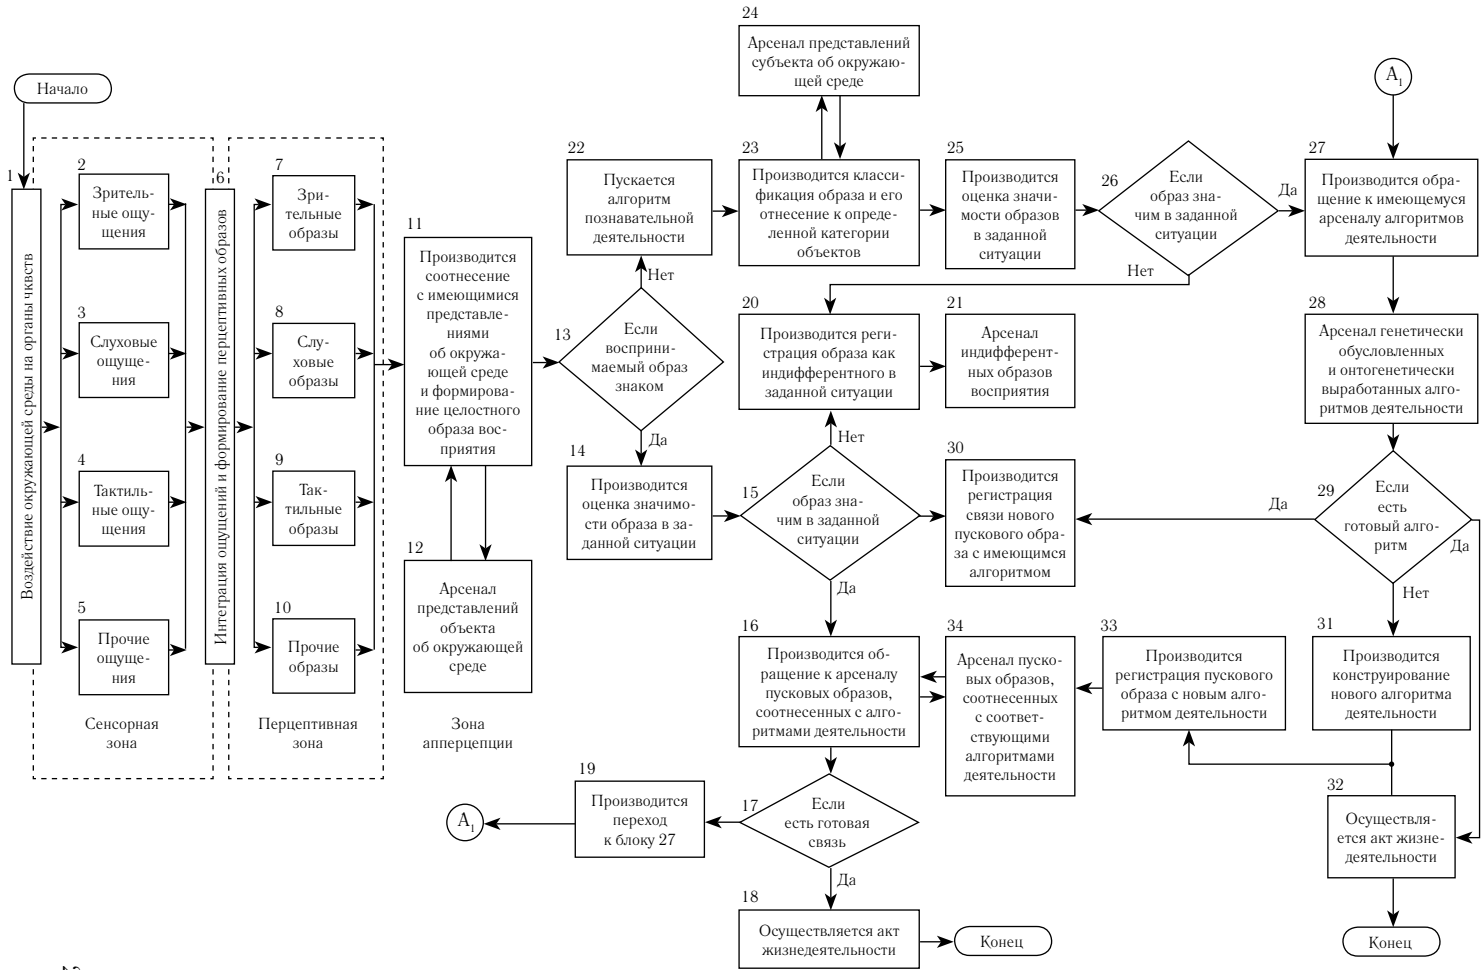 Начало
1
Воздействие окружающей среды на органы чквств
2
Зритель-
ные ощу-
щения
3
Слуховые
ощуще-
ния
4
Тактиль-
ные ощу-
щения
5
Прочие
ощуще-
ния
Сенсорная
зона
6
Интеграция ощущений и формирование перцептивных образов
7
Зри-
тельные
образы
8
Слу-
ховые
образы
9
Так-
тильные
образы
10
Прочие
образы
Перцептивная
зона
11
Производится
соотнесение
с имеющимися
представле-
ниями
об окружа-
ющей среде
и формирова-
ние целостного
образа вос-
приятия
12
Арсенал
представлений
объекта
об окружающей
среде
Зона
апперцепции
22
Пускается
алгоритм
познавательной
деятельности
Нет
13
Если
восприни-
маемый образ
знаком
Да
14
Производится
оценка значимо-
сти образа в за-
данной ситуации
24
Арсенал представлений
субъекта об окружаю-
щей среде
23
Производится класси-
фикация образа и его
отнесение к опреде-
ленной категории
объектов
25
Производится
оценка значи-
мости образов
в заданной
ситуации
26
Если
образ зна-
чим в заданной
ситуации
Да
Нет
20
Производится реги-
страция образа как
индифферентного в
заданной ситуации
21
Арсенал
индифферент-
ных образов
восприятия
Нет
15
Если
образ зна-
чим в заданной
ситуации
Да
30
Производится
регистрация
связи нового
пускового обра-
за с имеющимся
алгоритмом
16
Производится об-
ращение к арсеналу
пусковых образов,
соотнесенных с алго-
ритмами деятельности
34
Арсенал пуско-
вых образов,
соотнесенных
с соответ-
ствующими
алгоритмами
деятельности
33
Производится
регистрация пускового
образа с новым алго-
ритмом деятельности
17
Если
есть готовая
связь
Да
19
Производится
переход
к блоку 27
А1
18
Осуществляется акт
жизнедеятельности
Конец
А1
27
Производится обра-
щение к имеющемуся
арсеналу алгоритмов
деятельности
28
Арсенал генетически
обусловленных
и онтогенетически
выработанных алго-
ритмов деятельности
29
Если
есть
готовый алго-
ритм
Да
Да
Нет
31
Производится
конструирование
нового алгоритма
деятельности
32
Осуществля-
ется акт жизне-
деятельности
Конец